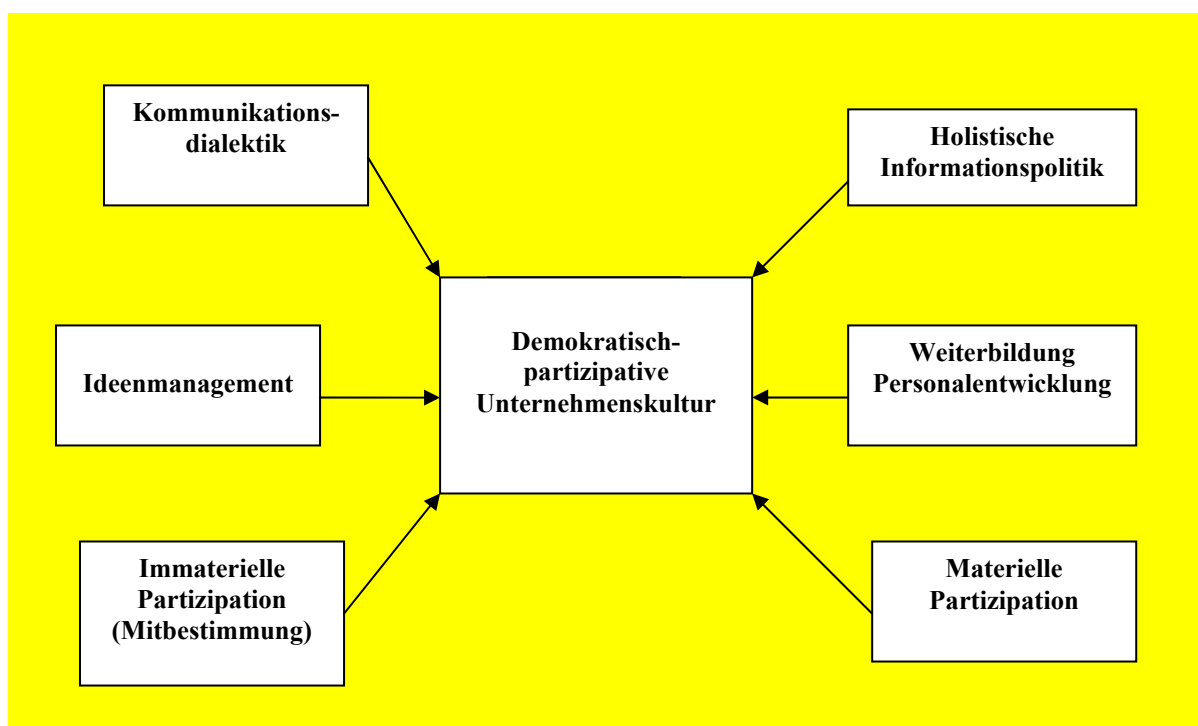 Kommunikations-
dialektik
Holistische
Informationspolitik
Ideenmanagement
Demokratisch-
partizipative
Unternehmenskultur
Weiterbildung
Personalentwicklung
Immaterielle
Partizipation
(Mitbestimmung)
Materielle
Partizipation